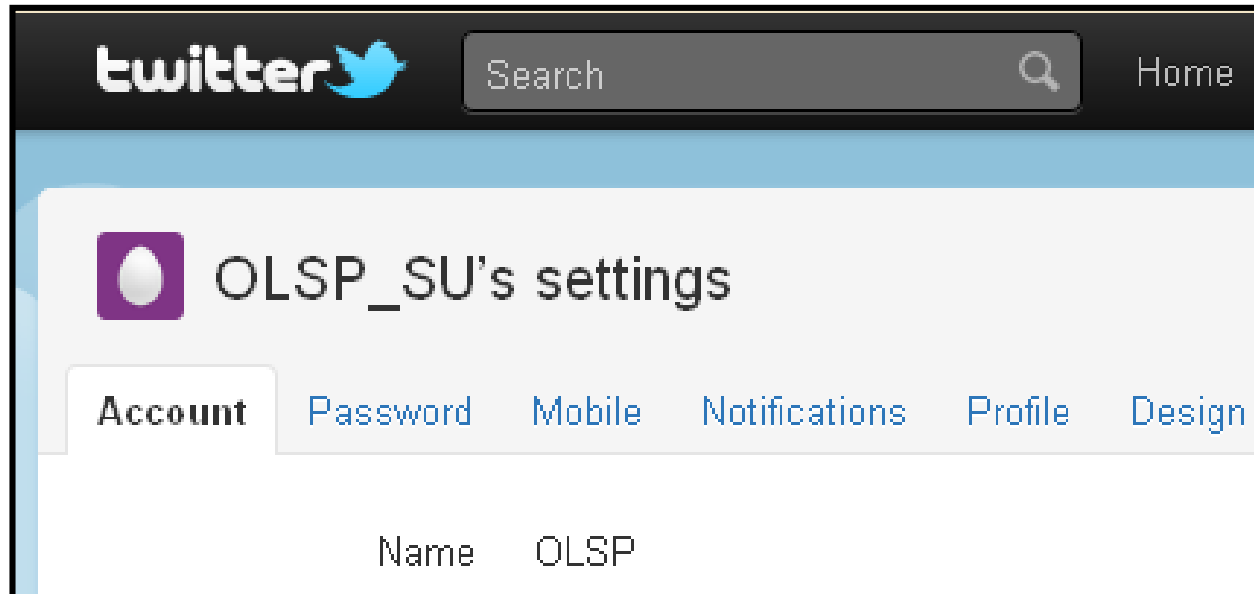 twitter Search Home
OLSP_SU's settings
Account Password Mobile Notifications Profile Design
Name OLSP